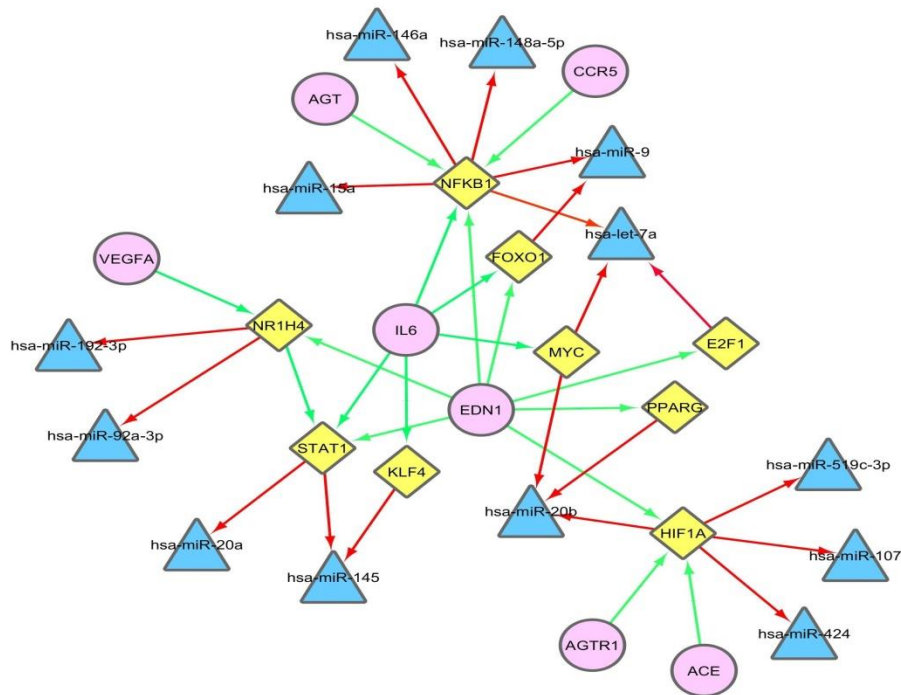 hsa-miR-146a
hsa-miR-148a-5p
CCR5
AGT
hsa-miR-9
NFKB1
hsa-miR-15a
hsa-let-7a
FOXO1
VEGFA
NR1H4
IL6
hsa-miR-192-3p
MYC
E2F1
EDN1
PPARG
hsa-miR-92a-3p
STAT1
KLF4
hsa-miR-519c-3p
hsa-miR-20b
HIF1A
hsa-miR-20a
hsa-miR-107
hsa-miR-145
hsa-miR-424
AGTR1
ACE